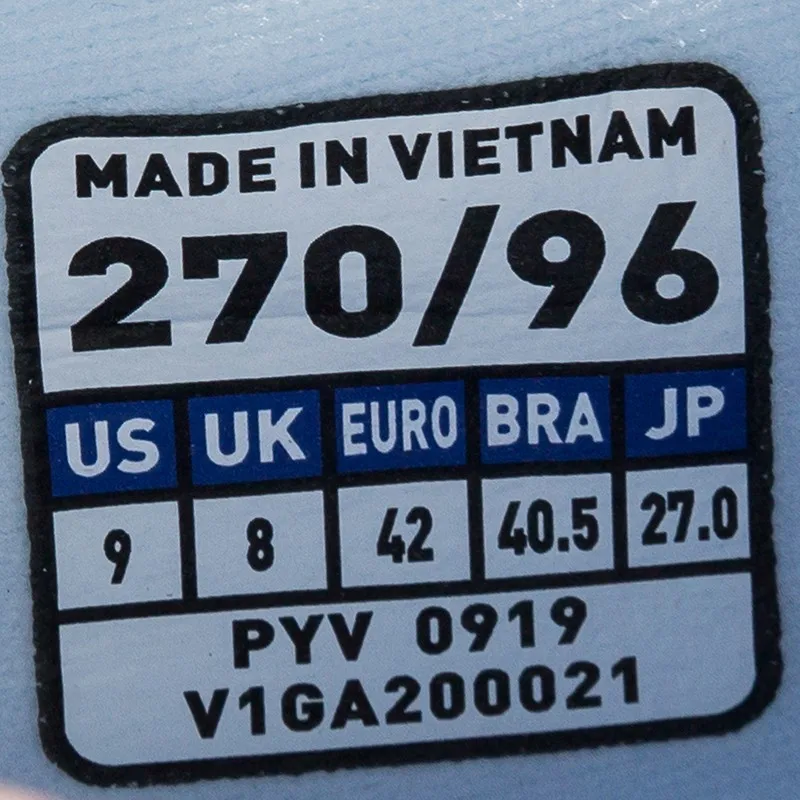 MADE IN VIETNAM
270/96
US UK EURO BRA JP
9 8 42 40.5 27.0
PYV 0919
V1GA200021